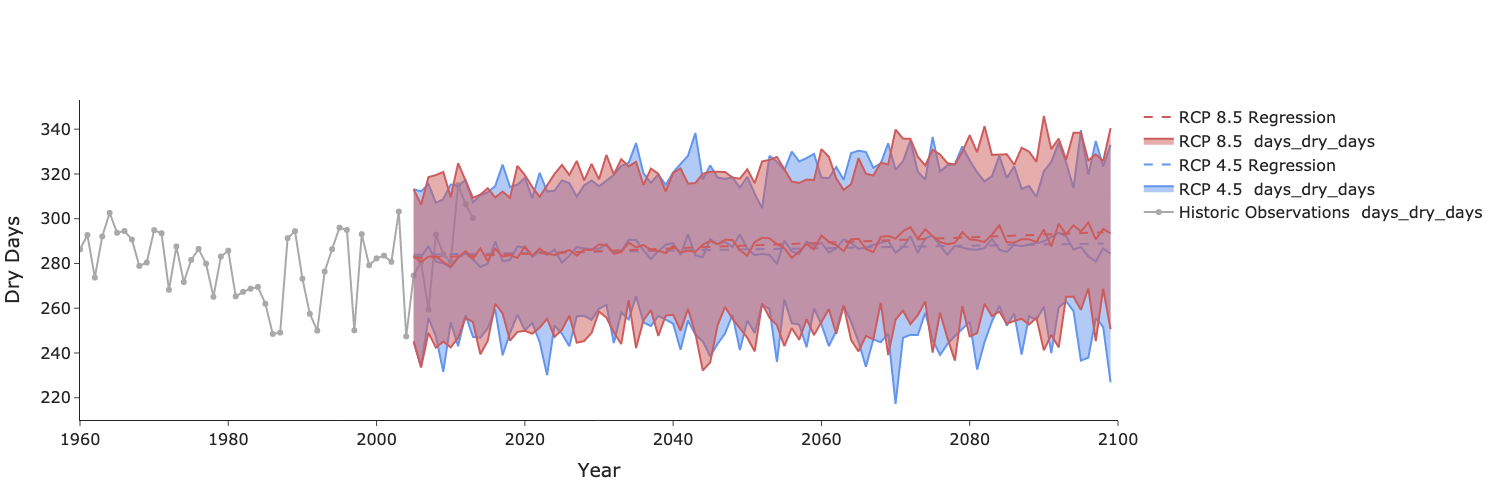 340
320
300
280
260
240
220
Dry Days
1960
1980
2000
2020
2040
2060
2080
2100
Year
RCP 8.5 Regression
RCP 8.5 days_dry_days
RCP 4.5 Regression
RCP 4.5 days_dry_days
Historic Observations days_dry_days